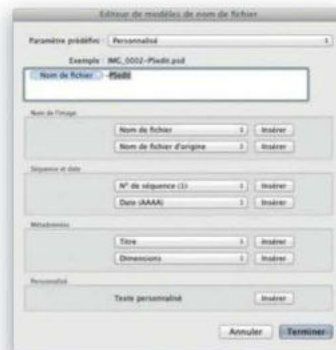 Editeur de modèles de nom de fichier
Paramètre prédéfini : Personnalisé
Exemple : IMG_0002-PSedit.psd
Nom de fichier -PSedit
Nom de l'image
Nom de fichier Insérer
Nom de fichier d'origine Insérer
Séquence et date
N° de séquence (1) Insérer
Date (AAAA) Insérer
Métadonnées
Titre Insérer
Dimensions Insérer
Personnalisé
Texte personnalisé Insérer
Annuler Terminer